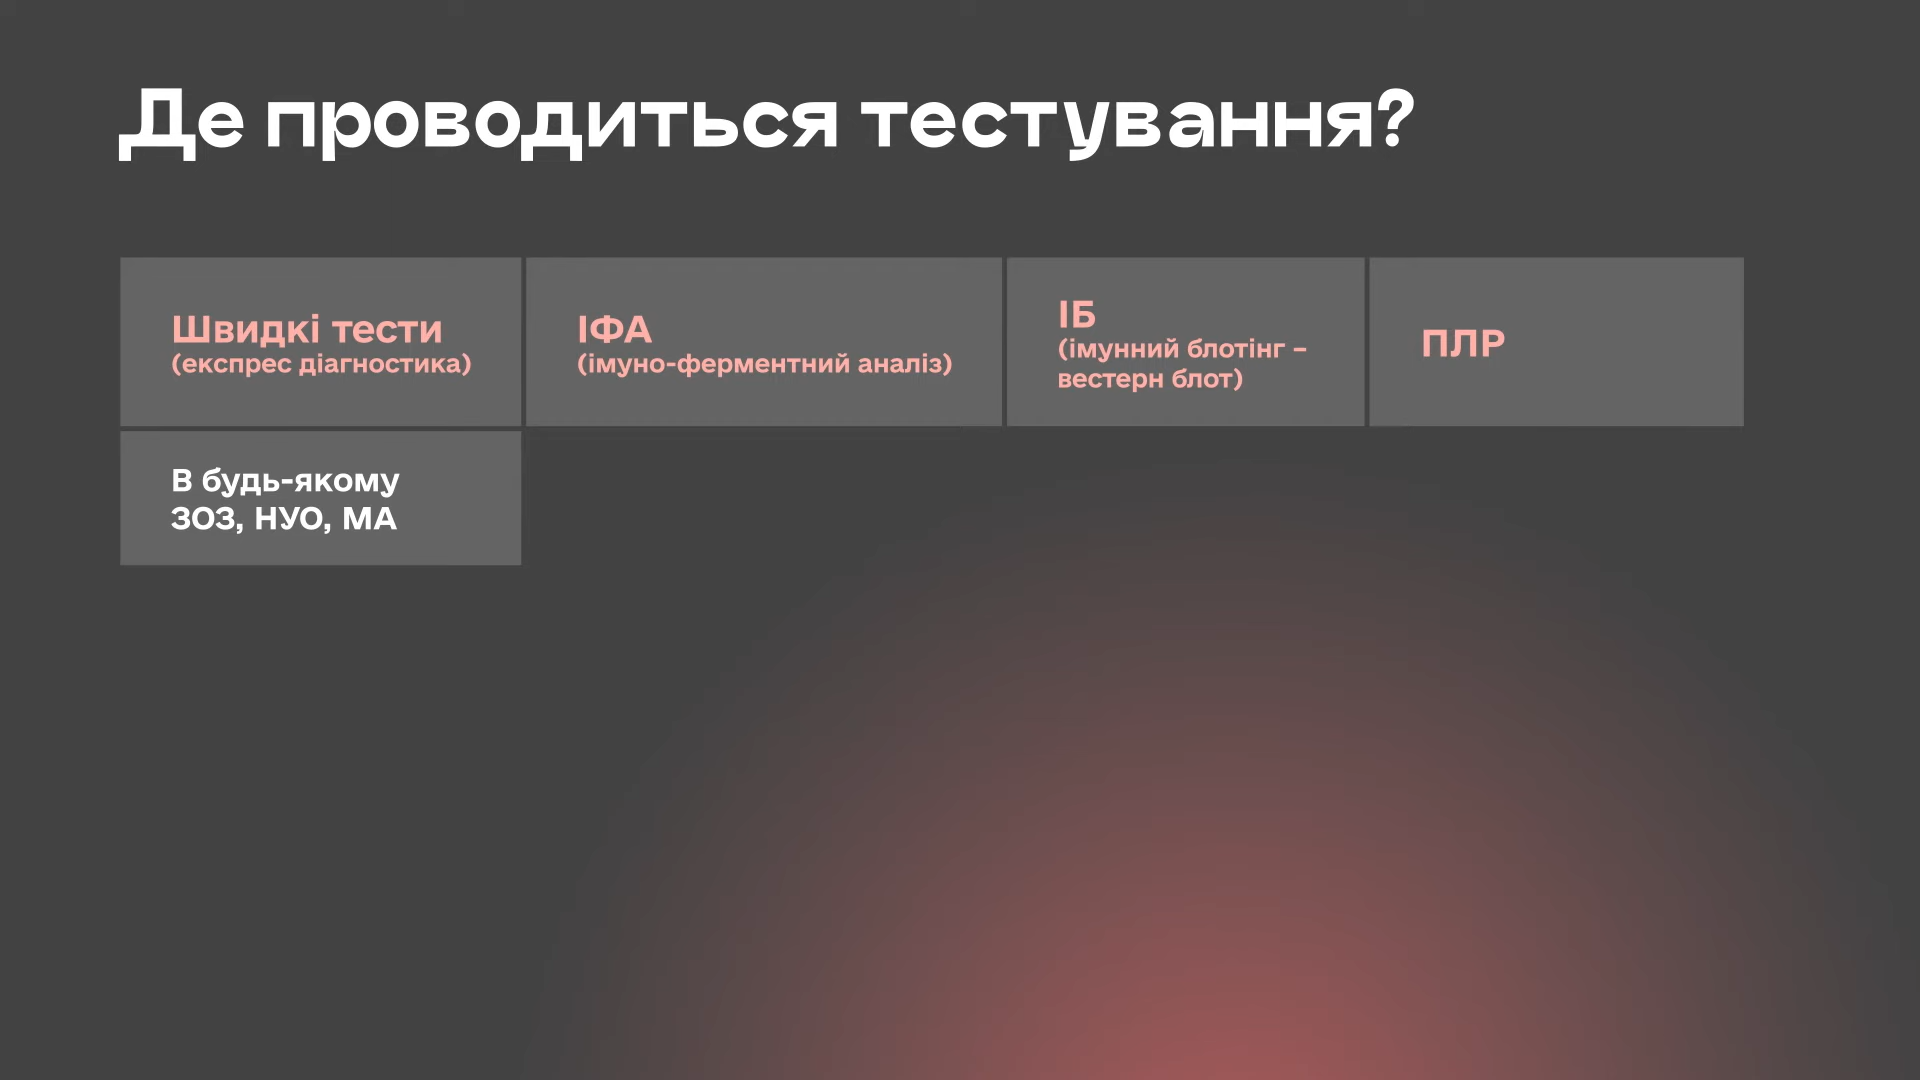 Де проводиться тестування?
Швидкі тести
(експрес діагностика)
ІФА
(імуно-ферментний аналіз)
ІБ
(імунний блотінг –
вестерн блот)
ПЛР
В будь-якому
ЗОЗ, НУО, МА